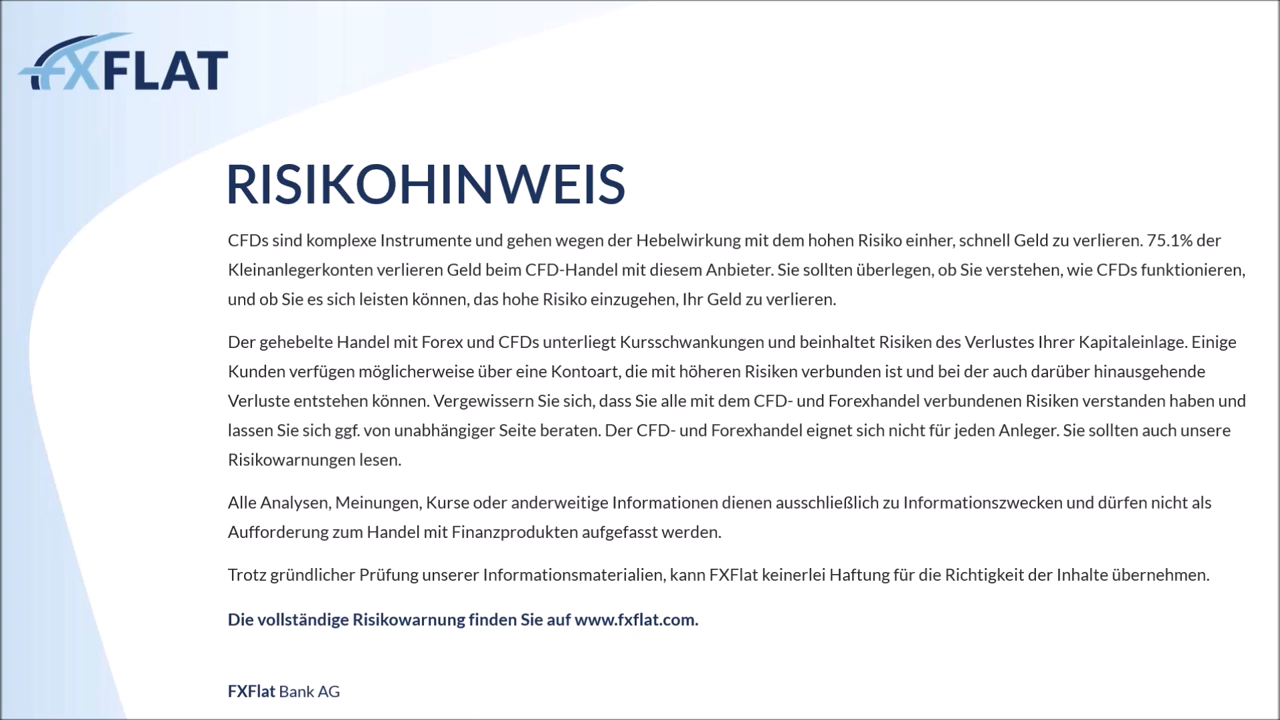 FXFLAT
RISIKOHINWEIS
CFDs sind komplexe Instrumente und gehen wegen der Hebelwirkung mit dem hohen Risiko einher, schnell Geld zu verlieren. 75.1% der
Kleinanlegerkonten verlieren Geld beim CFD-Handel mit diesem Anbieter. Sie sollten überlegen, ob Sie verstehen, wie CFDs funktionieren,
und ob Sie es sich leisten können, das hohe Risiko einzugehen, Ihr Geld zu verlieren.
Der gehebelte Handel mit Forex und CFDs unterliegt Kursschwankungen und beinhaltet Risiken des Verlustes Ihrer Kapitaleinlage. Einige
Kunden verfügen möglicherweise über eine Kontoart, die mit höheren Risiken verbunden ist und bei der auch darüber hinausgehende
Verluste entstehen können. Vergewissern Sie sich, dass Sie alle mit dem CFD- und Forexhandel verbundenen Risiken verstanden haben und
lassen Sie sich ggf. von unabhängiger Seite beraten. Der CFD- und Forexhandel eignet sich nicht für jeden Anleger. Sie sollten auch unsere
Risikowarnungen lesen.
Alle Analysen, Meinungen, Kurse oder anderweitige Informationen dienen ausschließlich zu Informationszwecken und dürfen nicht als
Aufforderung zum Handel mit Finanzprodukten aufgefasst werden.
Trotz gründlicher Prüfung unserer Informationsmaterialien, kann FXFlat keinerlei Haftung für die Richtigkeit der Inhalte übernehmen.
Die vollständige Risikowarnung finden Sie auf www.fxflat.com.
FXFlat Bank AG